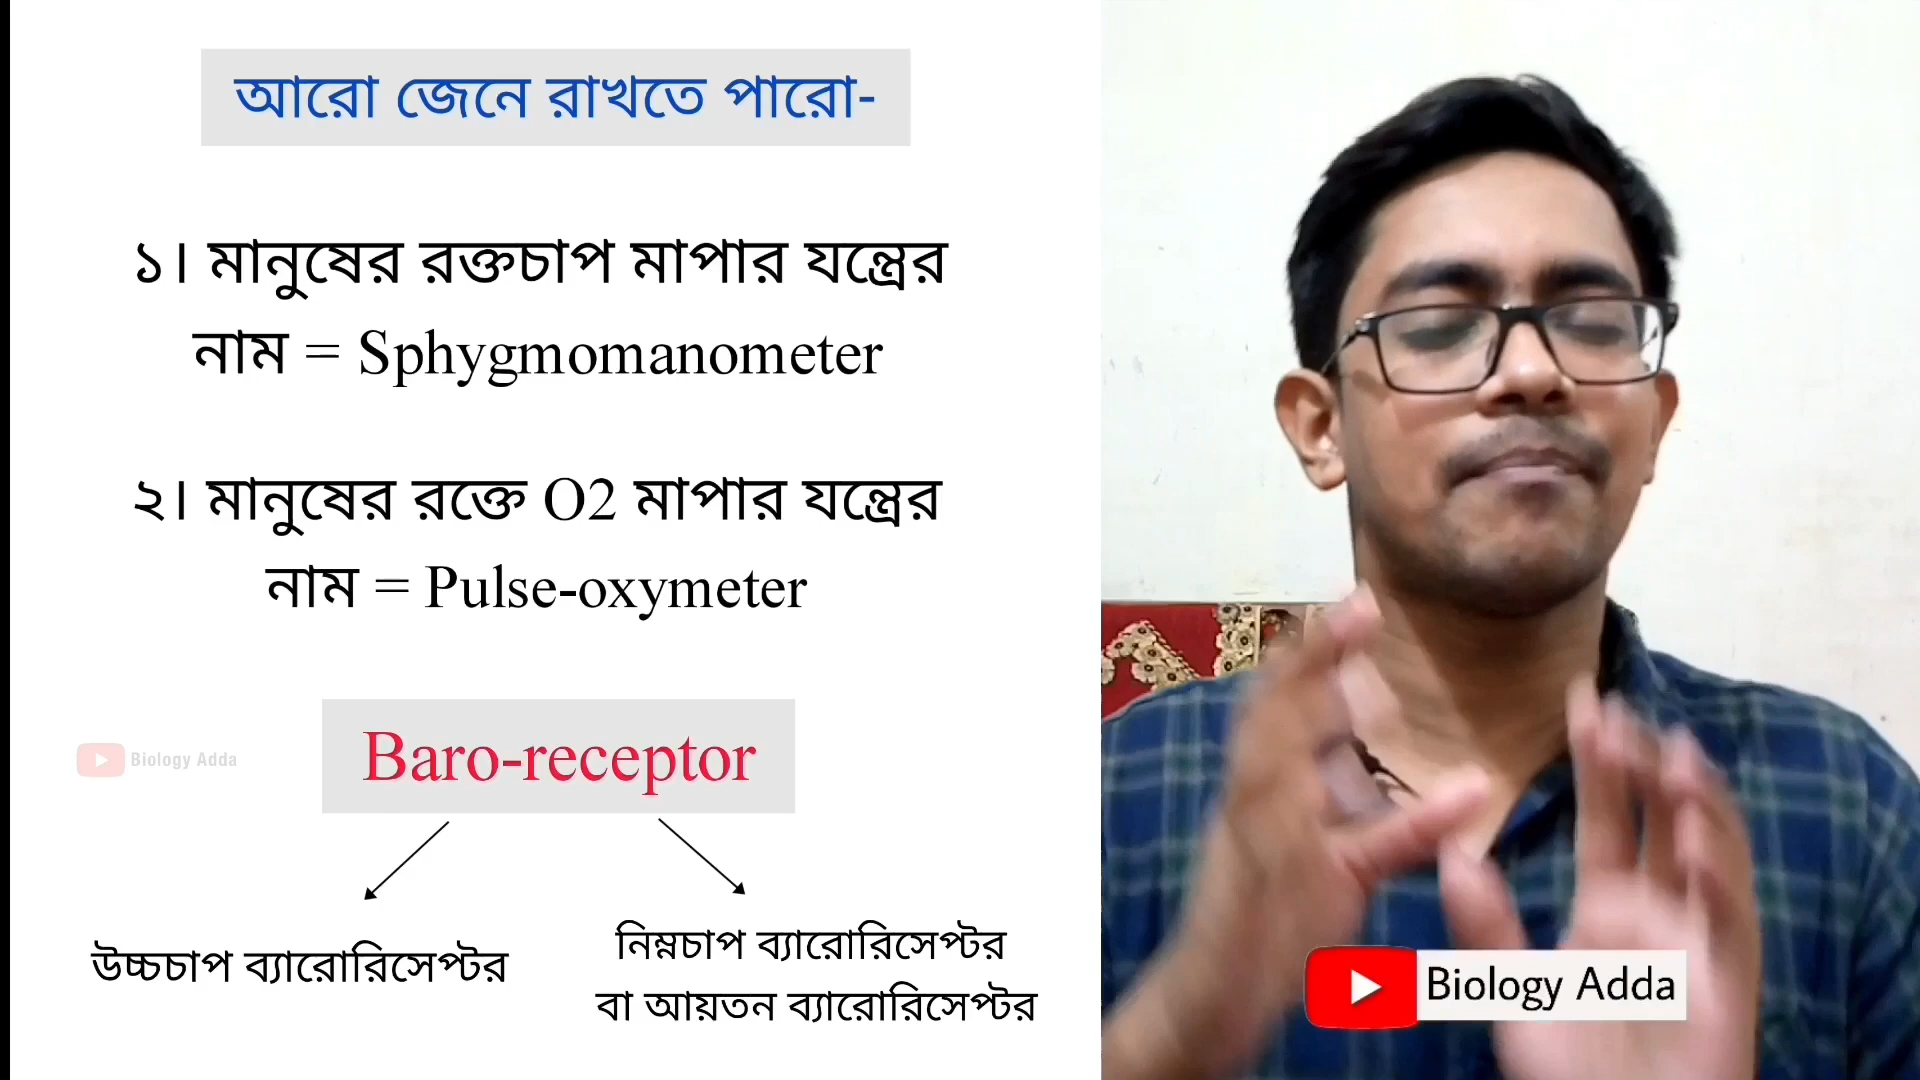 আরো জেনে রাখতে পারো-
১। মানুষের রক্তচাপ মাপার যন্ত্রের
নাম = Sphygmomanometer
২। মানুষের রক্তে O2 মাপার যন্ত্রের
নাম = Pulse-oxymeter
Baro-receptor
Biology Adda
উচ্চচাপ ব্যারোরিসেপ্টর
নিম্নচাপ ব্যারোরিসেপ্টর
বা আয়তন ব্যারোরিসেপ্টর
Biology Adda